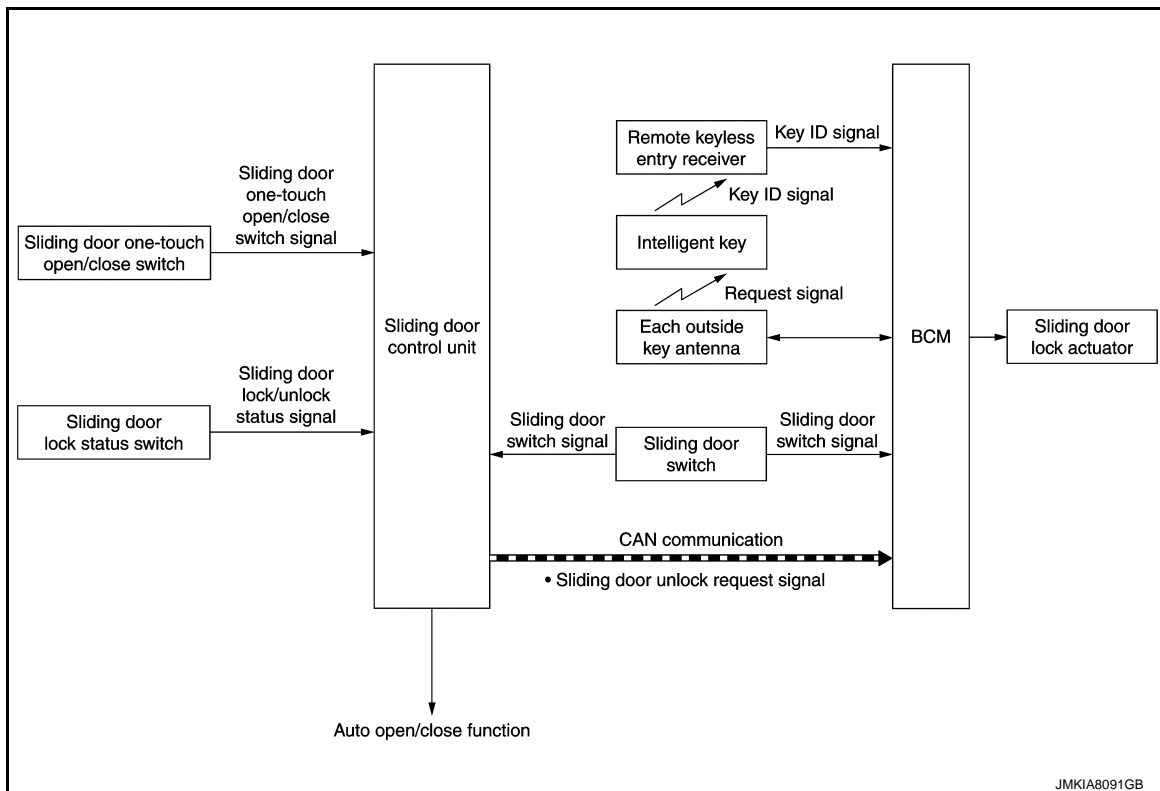 Sliding door
one-touch
open/close
switch signal
Sliding door one-touch
open/close switch
Sliding door
lock/unlock
status signal
Sliding door
lock status switch
Sliding door
control unit
Auto open/close function
Remote keyless
entry receiver
Key ID signal
Key ID signal
Intelligent key
Request signal
Each outside
key antenna
Sliding door
switch signal
Sliding door
switch
Sliding door
switch signal
CAN communication
• Sliding door unlock request signal
BCM
Sliding door
lock actuator
JMKIA8091GB